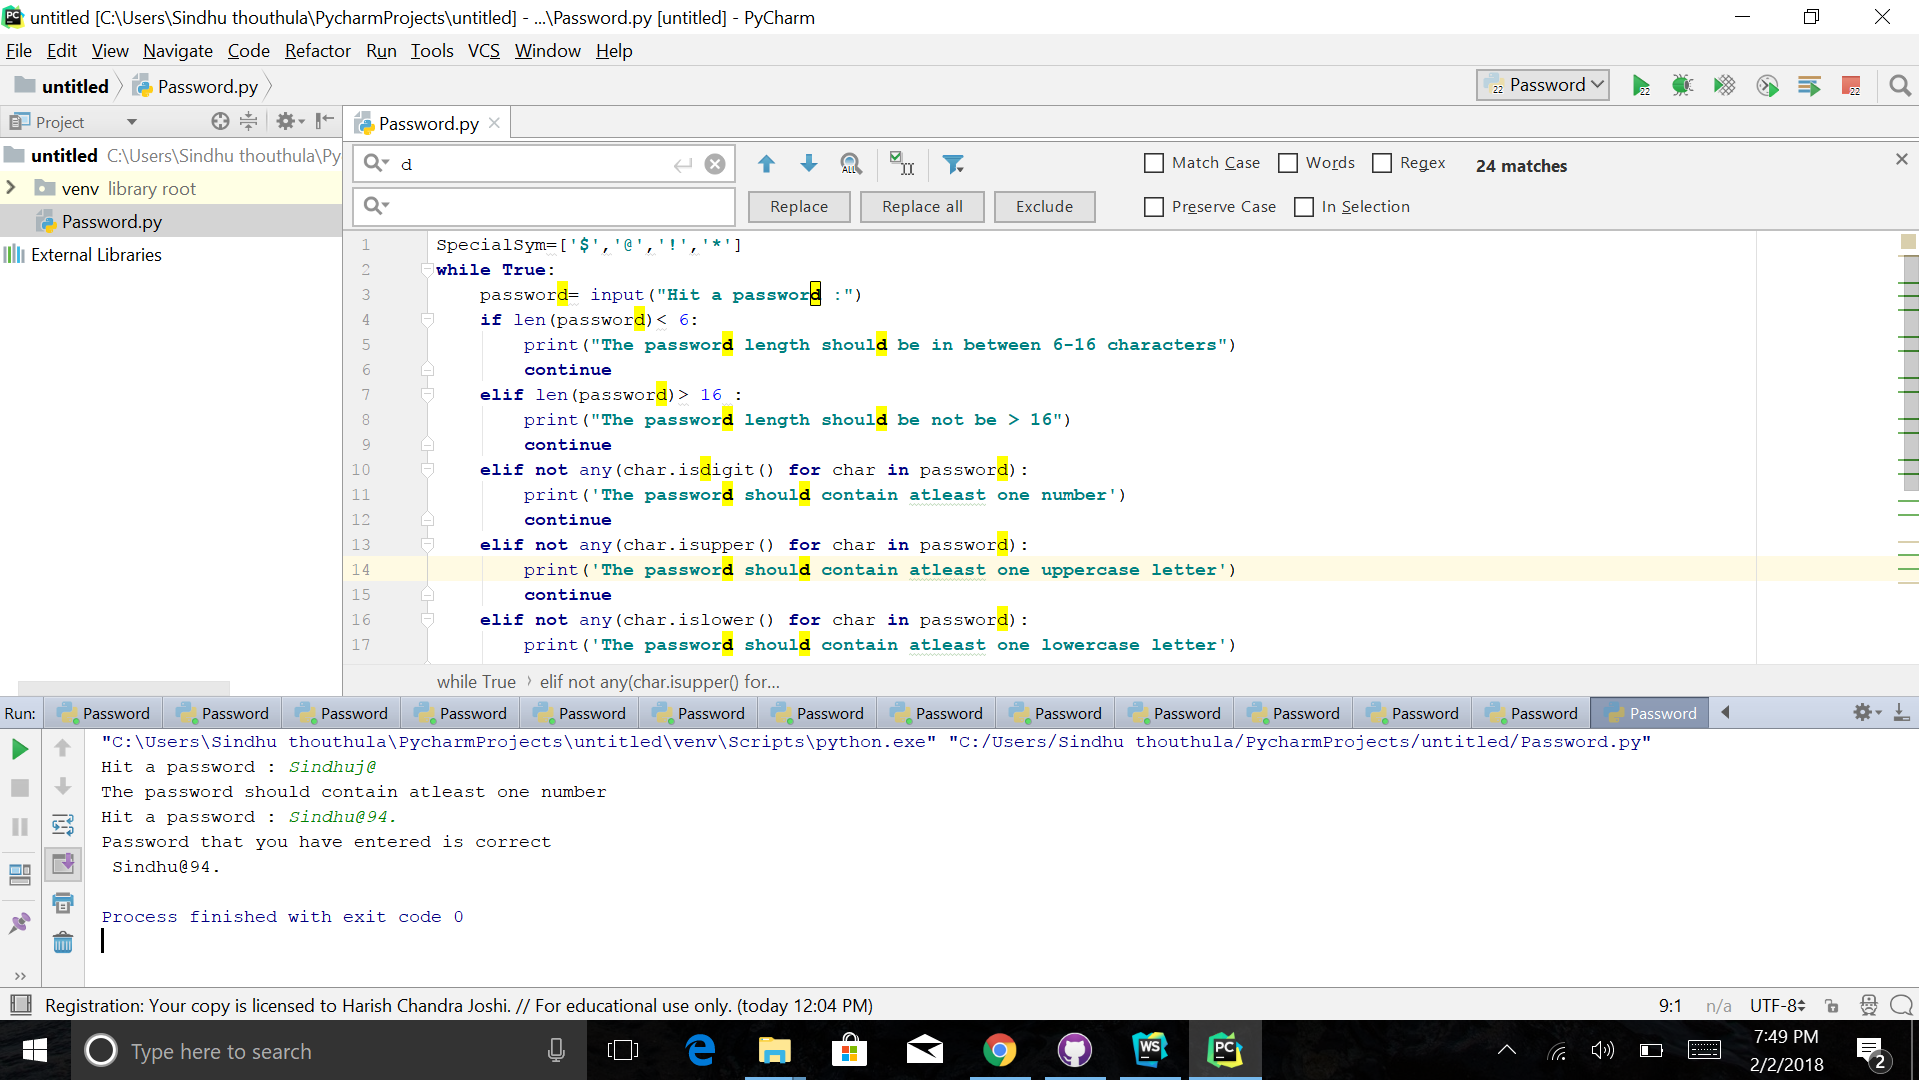 untitled [C:\Users\Sindhu thouthula\PycharmProjects\untitled] - ...\Password.py [untitled] - PyCharm
File Edit View Navigate Code Refactor Run Tools VCS Window Help
untitled Password.py Password
Project Password.py
untitled C:\Users\Sindhu thouthula\Py
venv library root
Password.py
External Libraries
d Match Case Words Regex 24 matches
Replace Replace all Exclude Preserve Case In Selection
1 SpecialSym=['$','@','!','*']
2 while True:
3 password= input("Hit a password :")
4 if len(password)< 6:
5 print("The password length should be in between 6-16 characters")
6 continue
7 elif len(password)> 16 :
8 print("The password length should be not be > 16")
9 continue
10 elif not any(char.isdigit() for char in password):
11 print('The password should contain atleast one number')
12 continue
13 elif not any(char.isupper() for char in password):
14 print('The password should contain atleast one uppercase letter')
15 continue
16 elif not any(char.islower() for char in password):
17 print('The password should contain atleast one lowercase letter')
while True › elif not any(char.isupper() for...
Run: Password Password Password Password Password Password Password Password Password Password Password Password Password Password
"C:\Users\Sindhu thouthula\PycharmProjects\untitled\venv\Scripts\python.exe" "C:/Users/Sindhu thouthula/PycharmProjects/untitled/Password.py"
Hit a password : Sindhuj@
The password should contain atleast one number
Hit a password : Sindhu@94.
Password that you have entered is correct
Sindhu@94.
Process finished with exit code 0
Registration: Your copy is licensed to Harish Chandra Joshi. // For educational use only. (today 12:04 PM) 9:1 n/a UTF-8
Type here to search
7:49 PM
2/2/2018
2